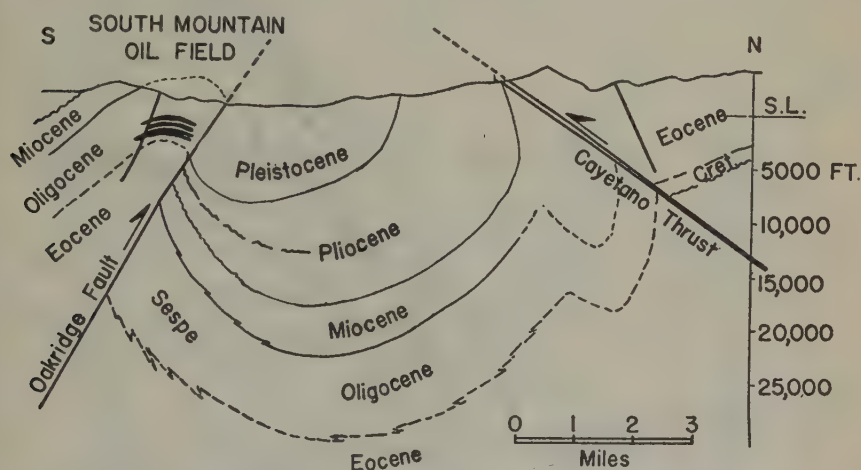 S
SOUTH MOUNTAIN
OIL FIELD
N
S.L.
Miocene
Oligocene
Eocene
Pleistocene
Cayetano Thrust
Eocene
Cret
5000 FT.
Pliocene
10,000
Oakridge Fault
Sespe
Miocene
15,000
20,000
Oligocene
25,000
0 1 2 3
Miles
Eocene